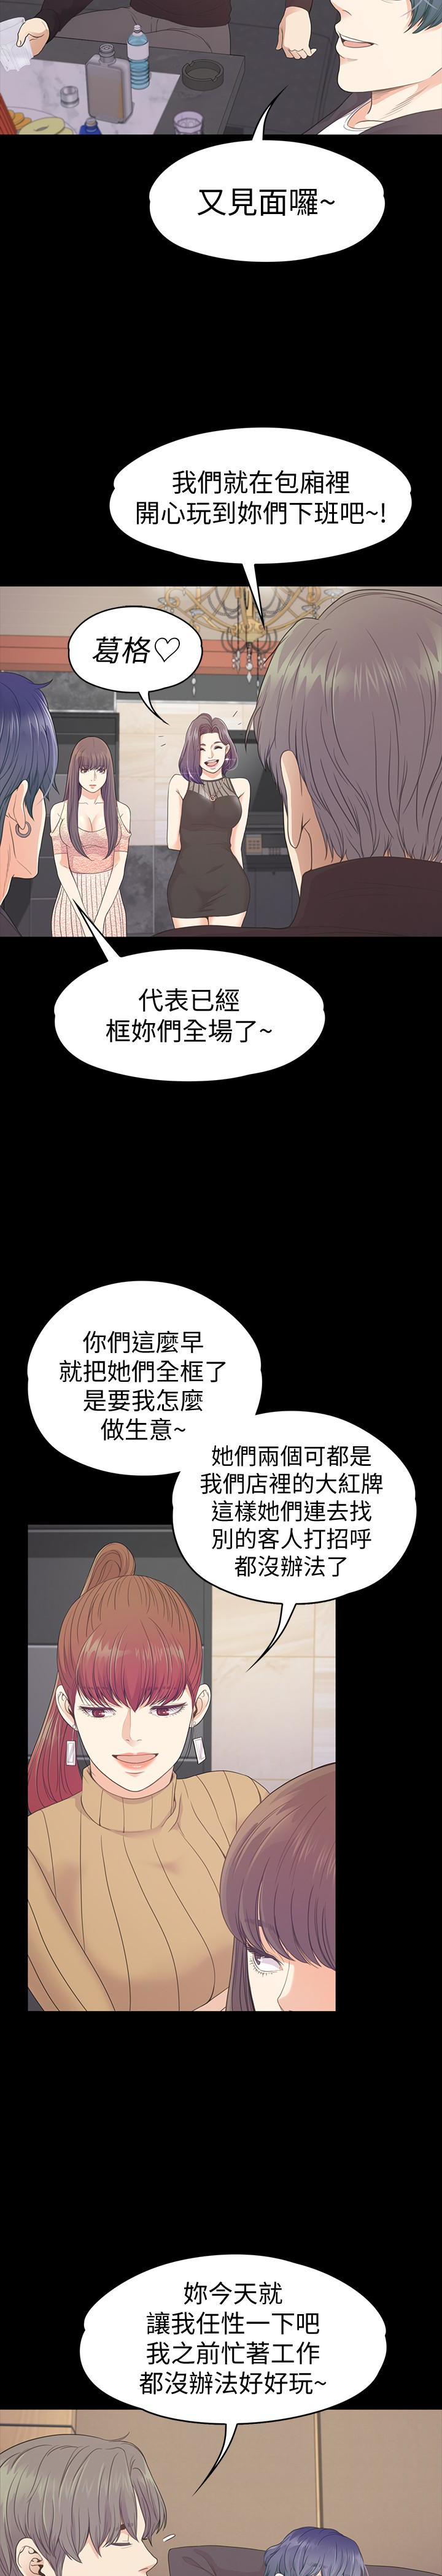 又見面囉~
我們就在包廂裡
開心玩到妳們下班吧~!
葛格♡
代表已經
框妳們全場了~
你們這麼早
就把她們全框了
是要我怎麼
做生意~
她們兩個可都是
我們店裡的大紅牌
這樣她們連去找
別的客人打招呼
都沒辦法了
妳今天就
讓我任性一下吧
我之前忙著工作
都沒辦法好好玩~